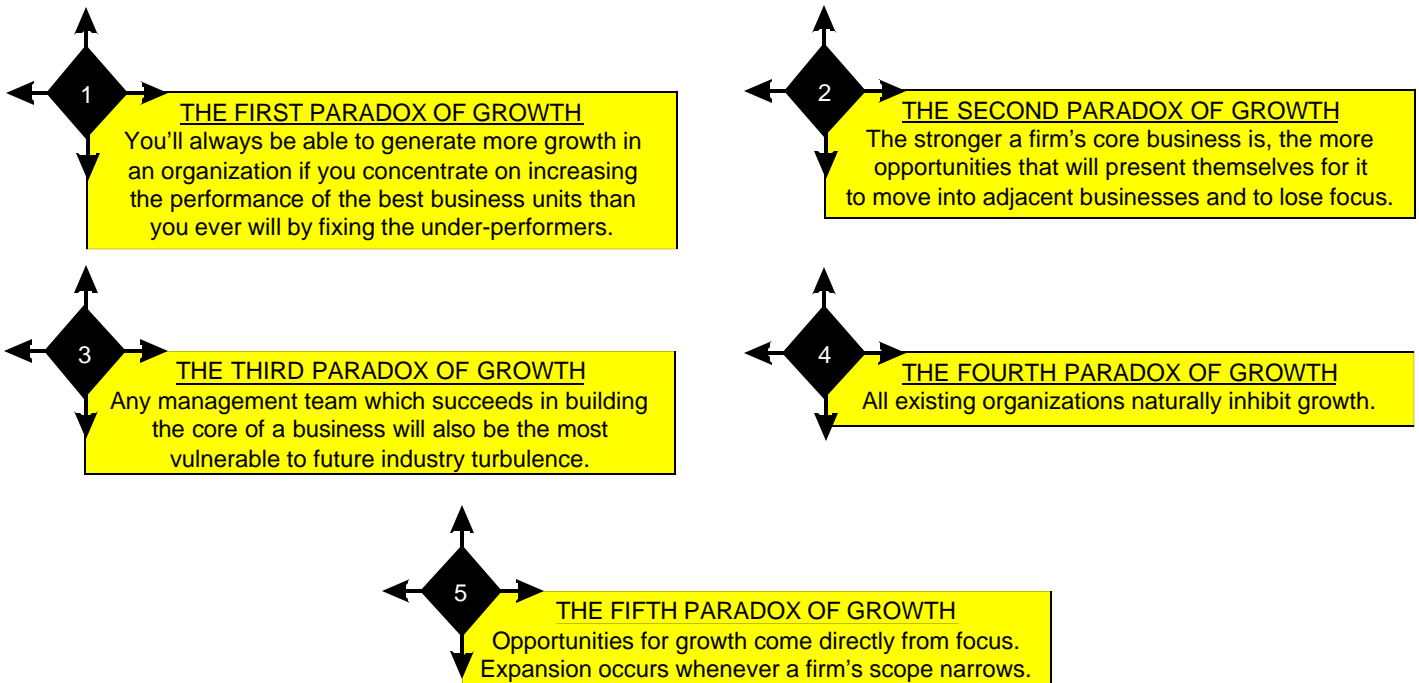 1
THE FIRST PARADOX OF GROWTH
You'll always be able to generate more growth in
an organization if you concentrate on increasing
the performance of the best business units than
you ever will by fixing the under-performers.
2
THE SECOND PARADOX OF GROWTH
The stronger a firm's core business is, the more
opportunities that will present themselves for it
to move into adjacent businesses and to lose focus.
3
THE THIRD PARADOX OF GROWTH
Any management team which succeeds in building
the core of a business will also be the most
vulnerable to future industry turbulence.
4
THE FOURTH PARADOX OF GROWTH
All existing organizations naturally inhibit growth.
5
THE FIFTH PARADOX OF GROWTH
Opportunities for growth come directly from focus.
Expansion occurs whenever a firm's scope narrows.